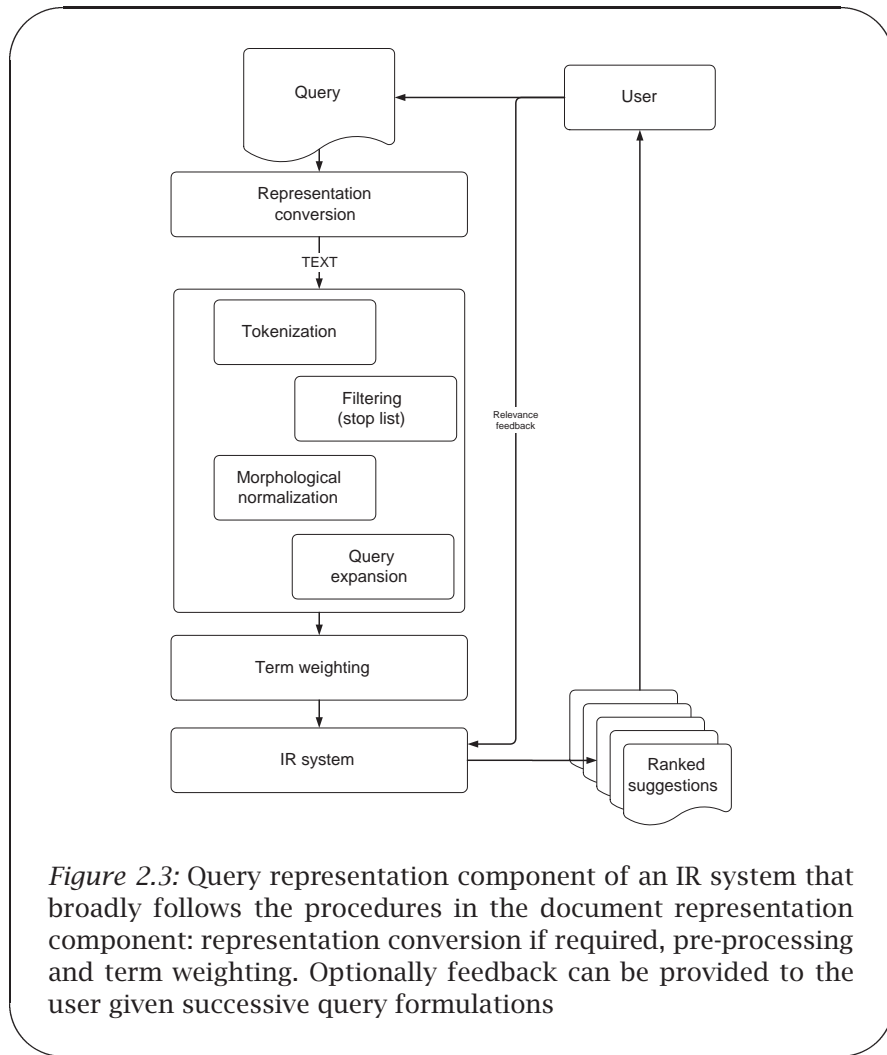 Query
User
Representation
conversion
TEXT
Tokenization
Filtering
(stop list)
Relevance
feedback
Morphological
normalization
Query
expansion
Term weighting
IR system
Ranked
suggestions
Figure 2.3: Query representation component of an IR system that
broadly follows the procedures in the document representation
component: representation conversion if required, pre-processing
and term weighting. Optionally feedback can be provided to the
user given successive query formulations